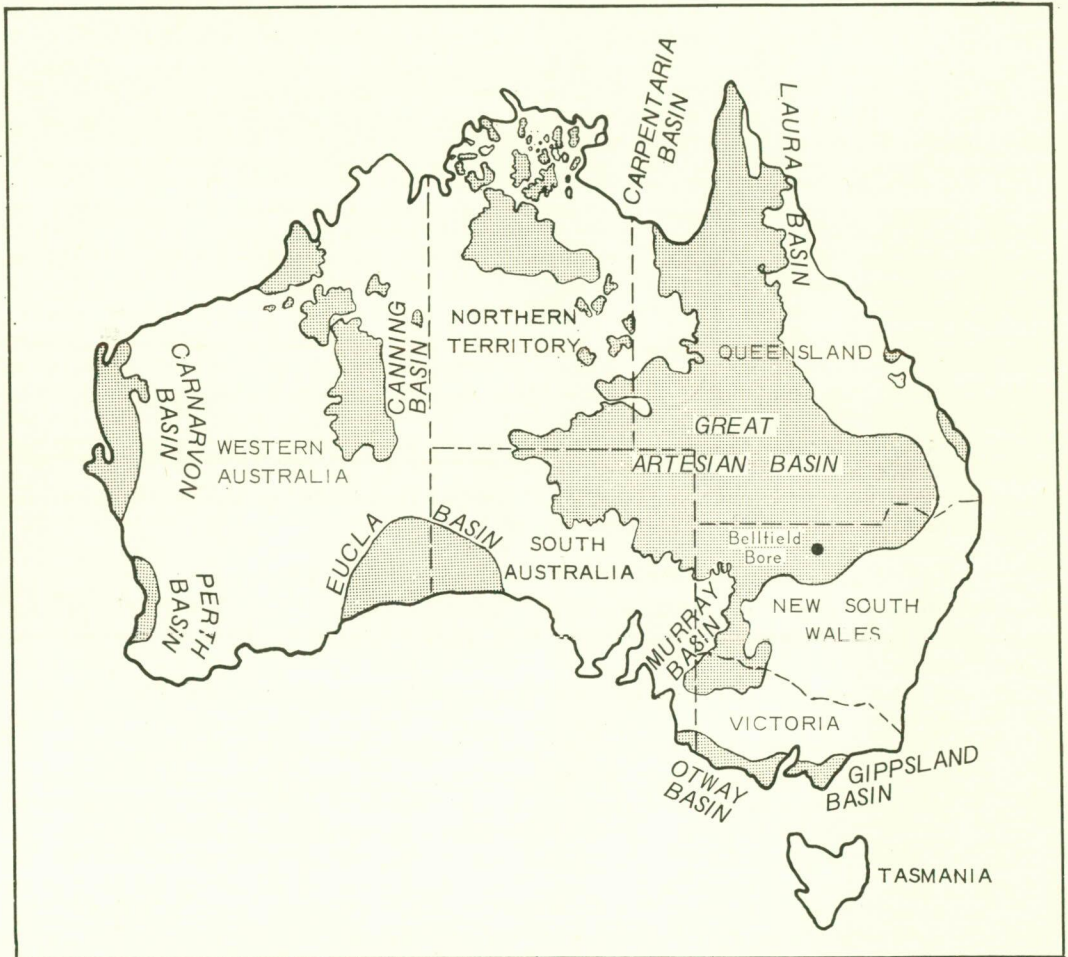 CARPENTARIA
BASIN
LAURA BASIN
NORTHERN
TERRITORY
CANNING
BASIN
QUEENSLAND
CARNARVON
BASIN
WESTERN
AUSTRALIA
GREAT
ARTESIAN BASIN
EUCLA BASIN
SOUTH
AUSTRALIA
Bellfield
Bore
PERTH
BASIN
MURRAY
BASIN
NEW SOUTH
WALES
VICTORIA
OTWAY
BASIN
GIPPSLAND
BASIN
TASMANIA